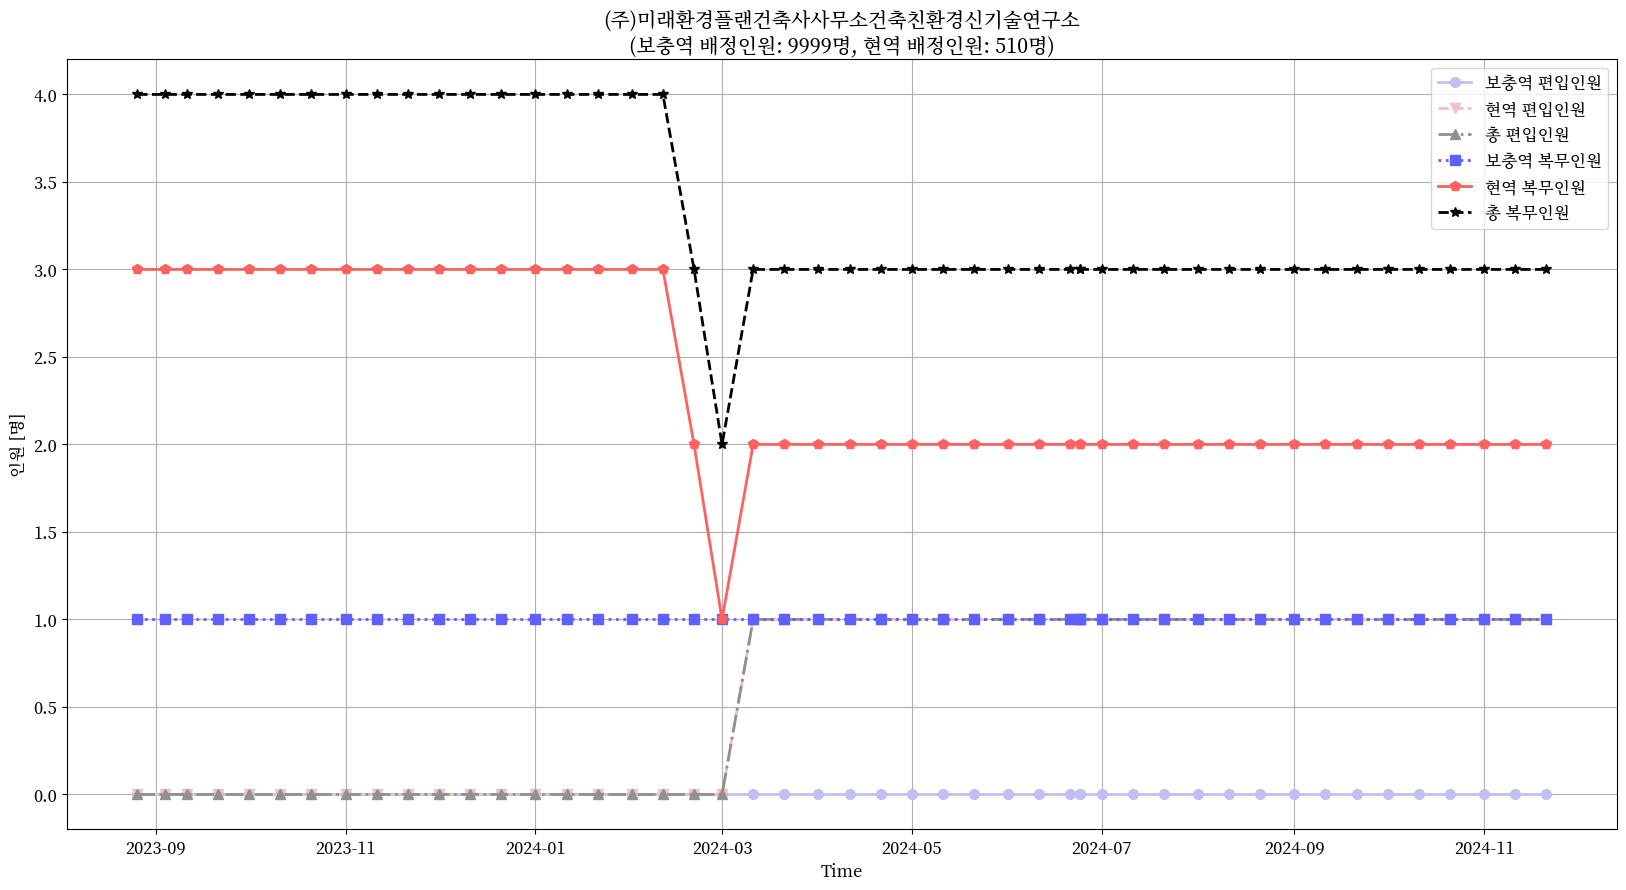 (주)미래환경플랜건축사사무소건축친환경신기술연구소
(보충역 배정인원: 9999명, 현역 배정인원: 510명)
보충역 편입인원
현역 편입인원
총 편입인원
보충역 복무인원
현역 복무인원
총 복무인원
4.0
3.5
3.0
2.5
2.0
1.5
1.0
0.5
0.0
인원 [명]
2023-09
2023-11
2024-01
2024-03
2024-05
2024-07
2024-09
2024-11
Time